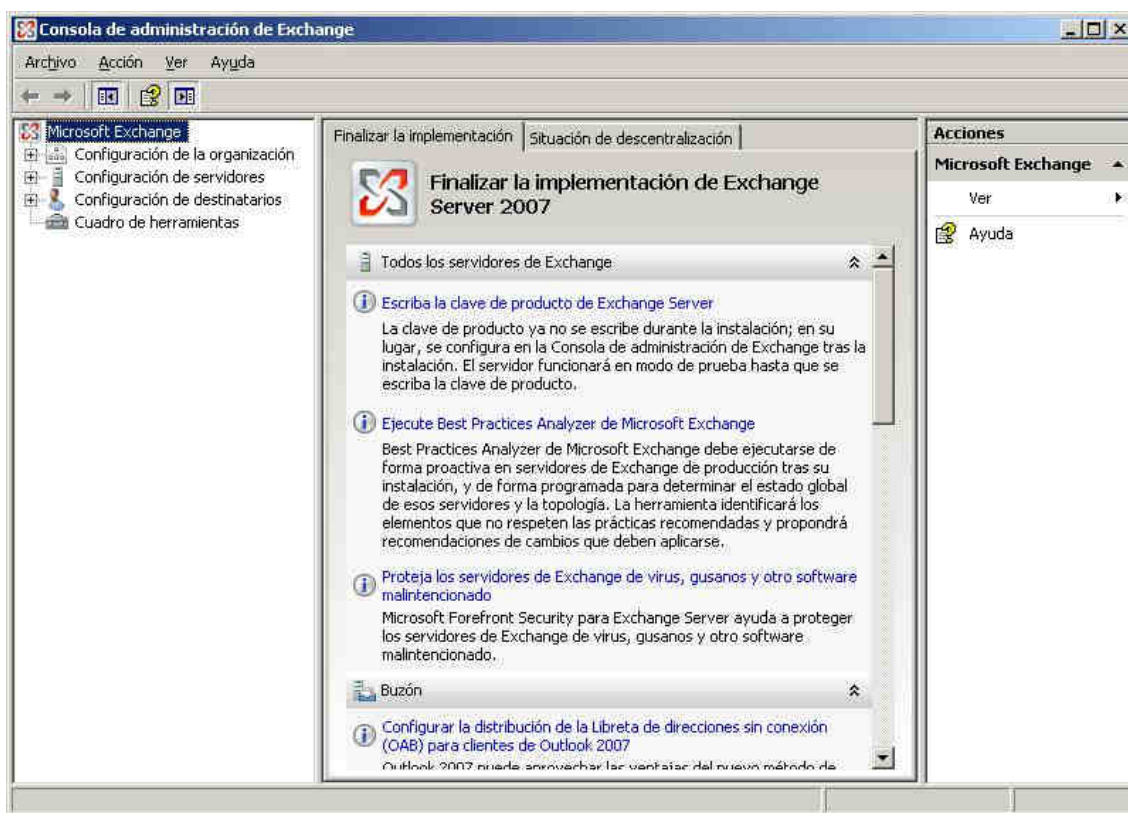 Consola de administración de Exchange
Archivo Acción Ver Ayuda
Microsoft Exchange
Configuración de la organización
Configuración de servidores
Configuración de destinatarios
Cuadro de herramientas
Finalizar la implementación Situación de descentralización
Finalizar la implementación de Exchange
Server 2007
Todos los servidores de Exchange
Escriba la clave de producto de Exchange Server
La clave de producto ya no se escribe durante la instalación; en su
lugar, se configura en la Consola de administración de Exchange tras la
instalación. El servidor funcionará en modo de prueba hasta que se
escriba la clave de producto.
Ejecute Best Practices Analyzer de Microsoft Exchange
Best Practices Analyzer de Microsoft Exchange debe ejecutarse de
forma proactiva en servidores de Exchange de producción tras su
instalación, y de forma programada para determinar el estado global
de esos servidores y la topología. La herramienta identificará los
elementos que no respeten las prácticas recomendadas y propondrá
recomendaciones de cambios que deben aplicarse.
Proteja los servidores de Exchange de virus, gusanos y otro software
malintencionado
Microsoft Forefront Security para Exchange Server ayuda a proteger
los servidores de Exchange de virus, gusanos y otro software
malintencionado.
Buzón
Configurar la distribución de la Libreta de direcciones sin conexión
(OAB) para clientes de Outlook 2007
Outlook 2007 puede aprovechar las ventajas del nuevo método de
Acciones
Microsoft Exchange
Ver
Ayuda